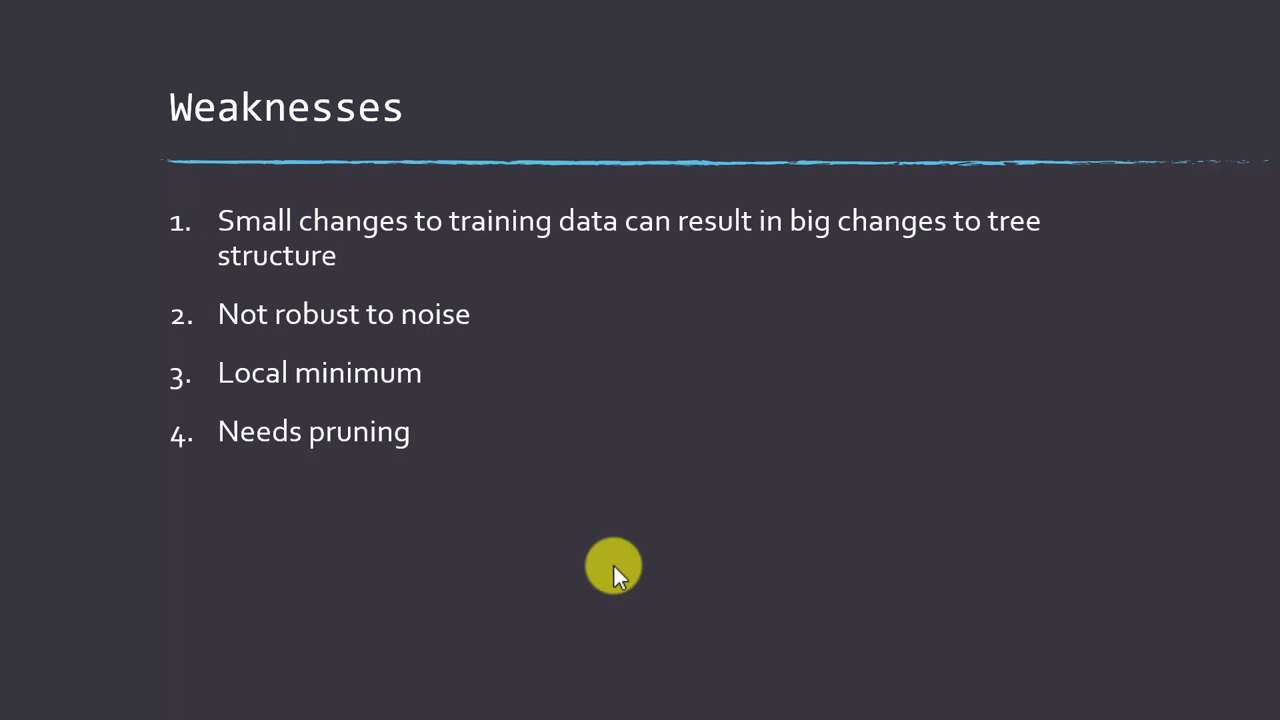 Weaknesses
1. Small changes to training data can result in big changes to tree
structure
2. Not robust to noise
3. Local minimum
4. Needs pruning